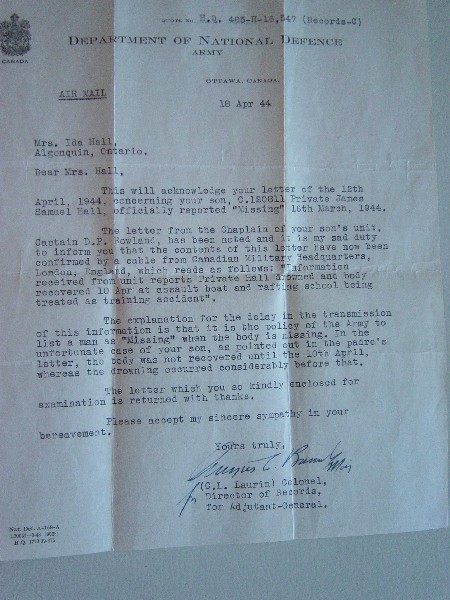 QUOTE NO. H.Q. 405-H-15,547 (Records-C)
DEPARTMENT OF NATIONAL DEFENCE
ARMY
CANADA
OTTAWA, CANADA,
AIR MAIL
18 Apr 44
Mrs. Ida Hall,
Algonquin, Ontario.
Dear Mrs. Hall,
This will acknowledge your letter of the 12th
April, 1944, concerning your son, C.120811 Private James
Samuel Hall, officially reported "Missing" 16th March, 1944.
The letter from the Chaplain of your son's unit,
Captain D.P. Rowland, has been noted and it is my sad duty
to inform you that the contents of this letter have now been
confirmed by a cable from Canadian Military Headquarters,
London, England, which reads as follows: "Information
received from unit reports Private Hall drowned and body
recovered 10 Apr at assault boat and rafting school being
treated as training accident".
The explanation for the delay in the transmission
of this information is that it is the policy of the Army to
list a man as "Missing" when the body is missing. In the
unfortunate case of your son, as pointed out in the padre's
letter, the body was not recovered until the 10th April,
whereas the drowning occurred considerably before that.
The letter which you so kindly enclosed for
examination is returned with thanks.
Please accept my sincere sympathy in your
bereavement.
Yours truly,
for (C.L. Laurin) Colonel,
Director of Records,
for Adjutant-General.